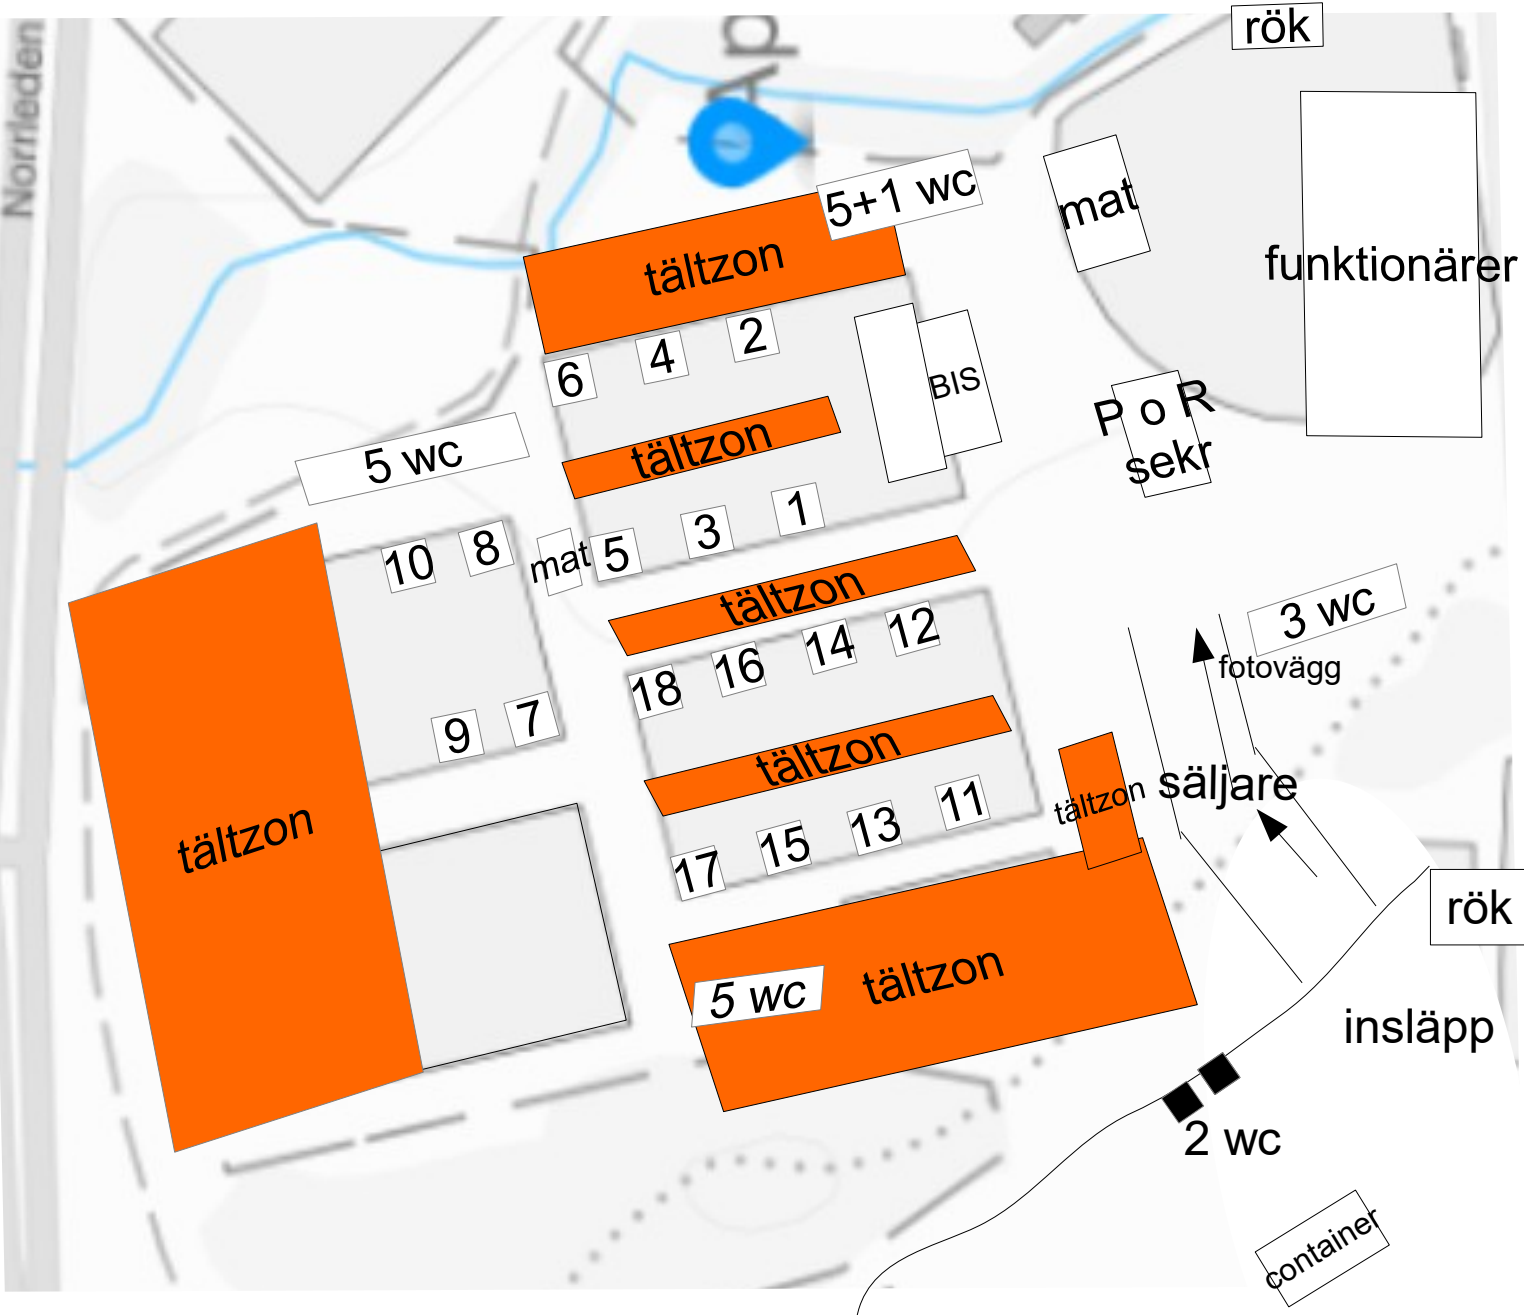 rök
Norrleden
Ap
5+1 wc
mat
tältzon
funktionärer
2
4
6
BIS
P o R
sekr
tältzon
5 wc
1
3
5
mat
8
10
tältzon
3 wc
12
14
16
18
fotovägg
7
9
tältzon
säljare
tältzon
11
13
15
17
tältzon
rök
tältzon
5 wc
insläpp
2 wc
container